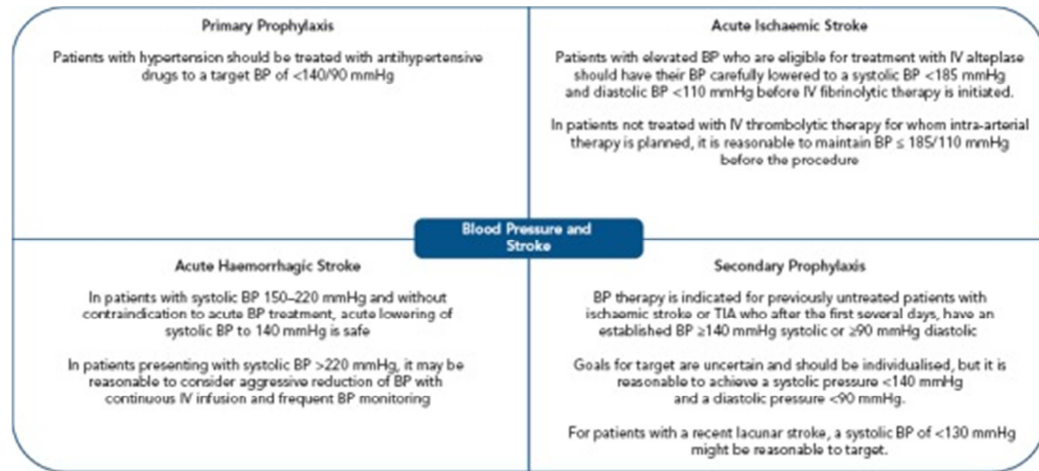 Primary Prophylaxis
Patients with hypertension should be treated with antihypertensive
drugs to a target BP of <140/90 mmHg
Acute Ischaemic Stroke
Patients with elevated BP who are eligible for treatment with IV alteplase
should have their BP carefully lowered to a systolic BP <185 mmHg
and diastolic BP <110 mmHg before IV fibrinolytic therapy is initiated.
In patients not treated with IV thrombolytic therapy for whom intra-arterial
therapy is planned, it is reasonable to maintain BP ≤ 185/110 mmHg
before the procedure
Blood Pressure and
Stroke
Acute Haemorrhagic Stroke
In patients with systolic BP 150–220 mmHg and without
contraindication to acute BP treatment, acute lowering of
systolic BP to 140 mmHg is safe
In patients presenting with systolic BP >220 mmHg, it may be
reasonable to consider aggressive reduction of BP with
continuous IV infusion and frequent BP monitoring
Secondary Prophylaxis
BP therapy is indicated for previously untreated patients with
ischaemic stroke or TIA who after the first several days, have an
established BP ≥140 mmHg systolic or ≥90 mmHg diastolic
Goals for target are uncertain and should be individualised, but it is
reasonable to achieve a systolic pressure <140 mmHg
and a diastolic pressure <90 mmHg.
For patients with a recent lacunar stroke, a systolic BP of <130 mmHg
might be reasonable to target.